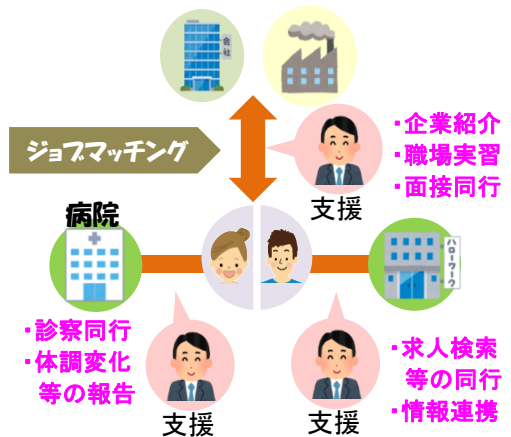 会社
ジョブマッチング
・企業紹介
・職場実習
・面接同行
支援
病院
ハローワーク
・診察同行
・体調変化
等の報告
支援
・求人検索
等の同行
・情報連携
支援